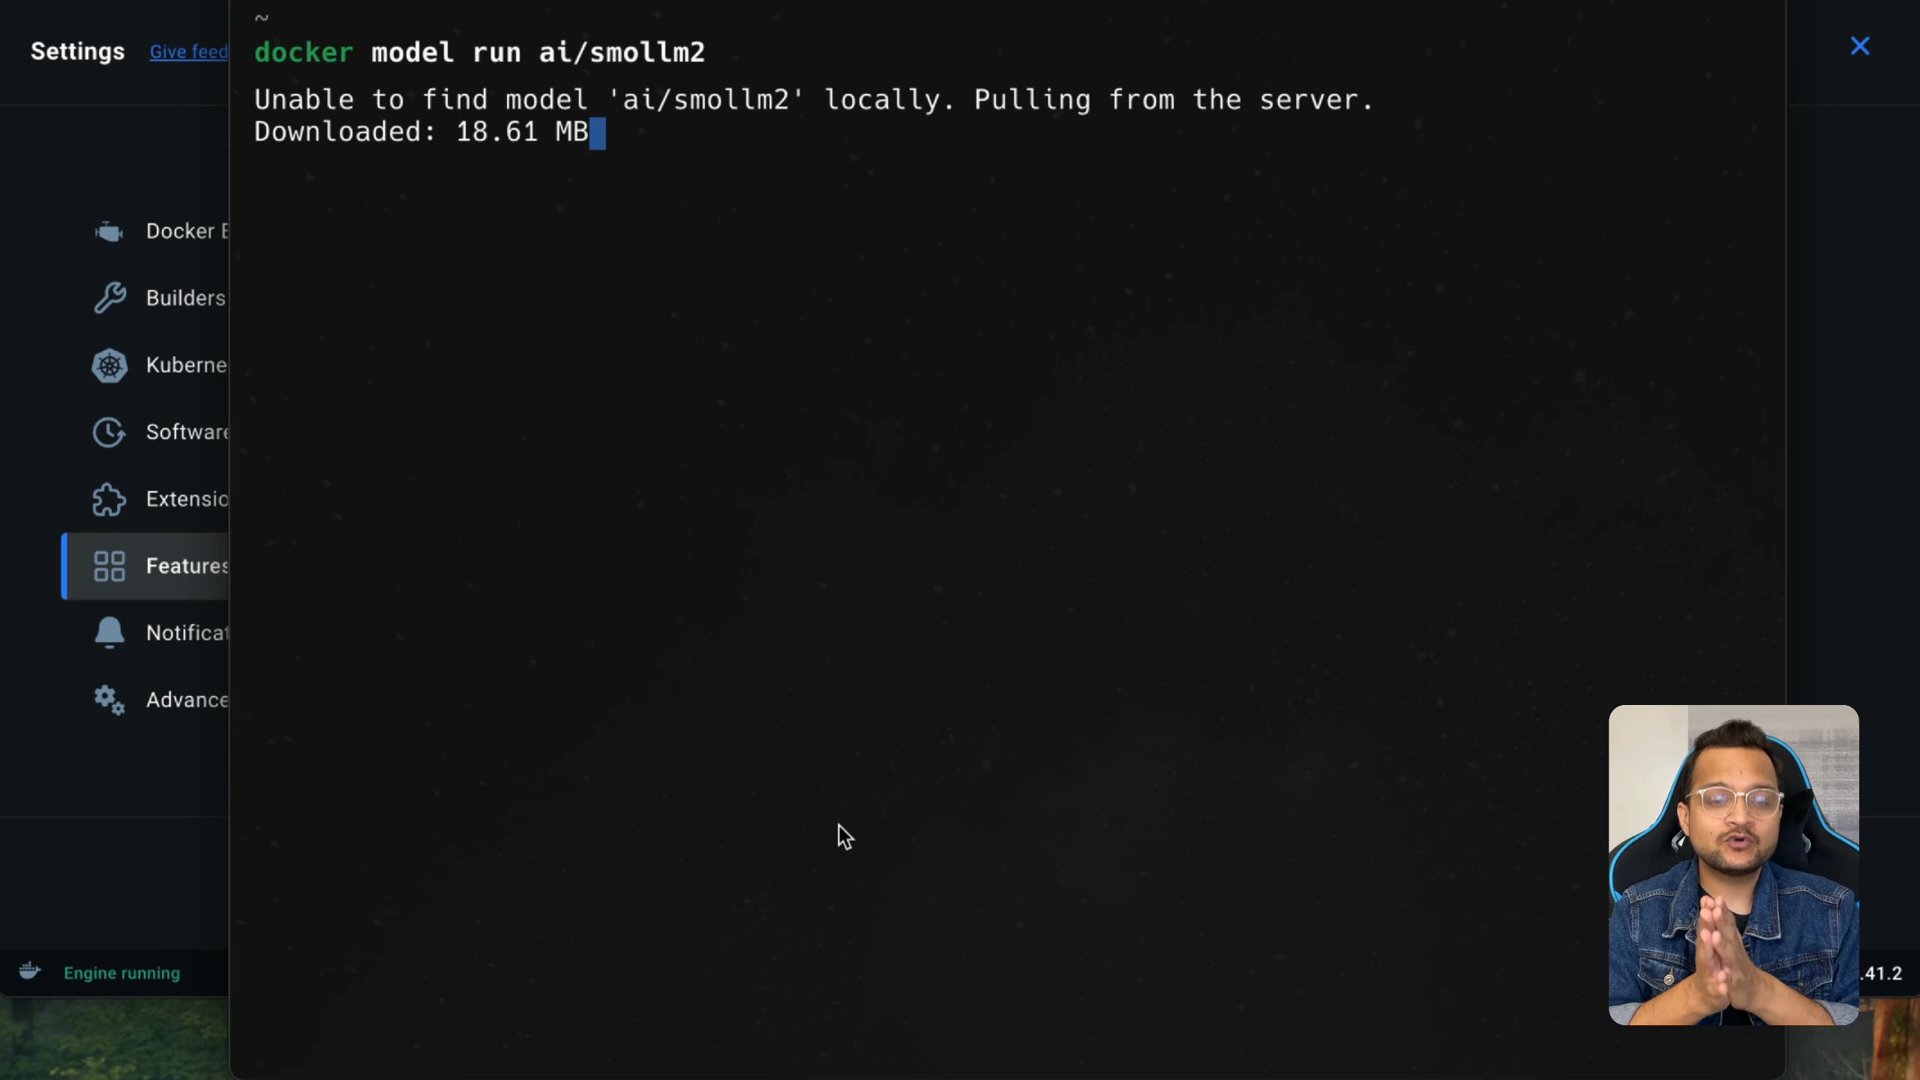 ~
Settings Give feed
docker model run ai/smollm2
Unable to find model 'ai/smollm2' locally. Pulling from the server.
Downloaded: 18.61 MB
Docker E
Builders
Kuberne
Software
Extensio
Features
Notificat
Advance
Engine running
.41.2